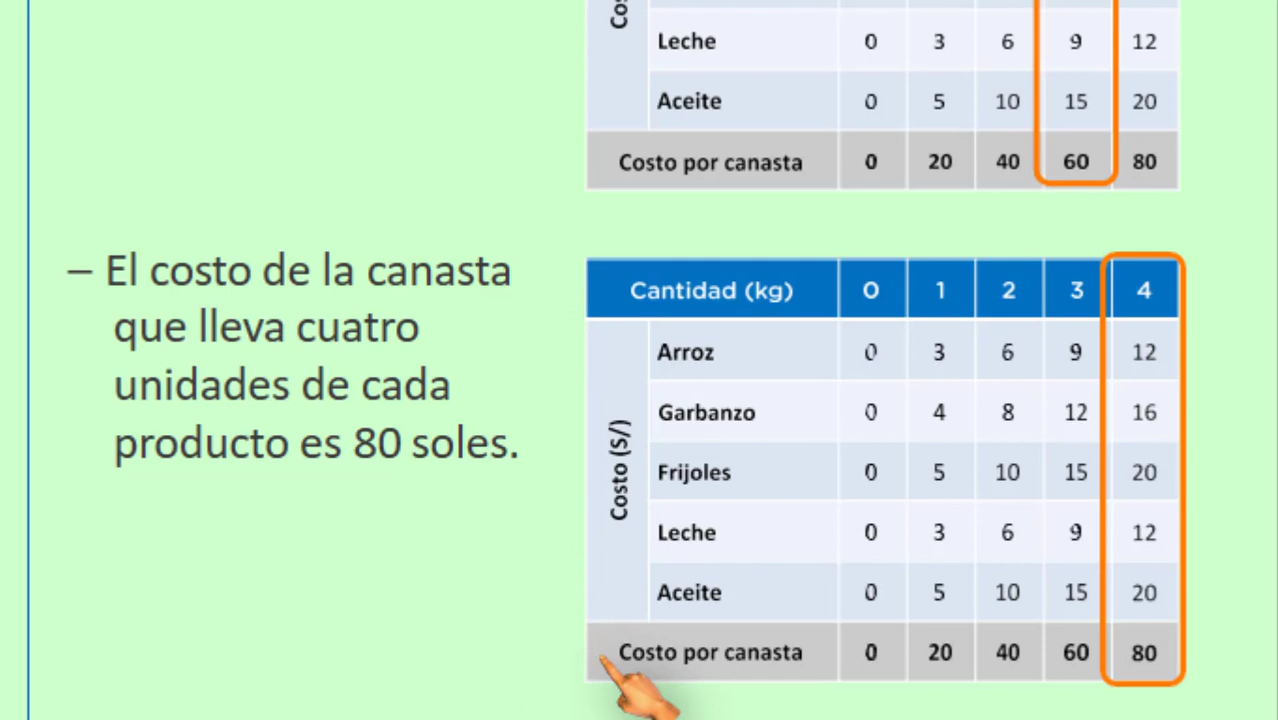 Leche 0 3 6 9 12
Aceite 0 5 10 15 20
Costo por canasta 0 20 40 60 80
– El costo de la canasta
que lleva cuatro
unidades de cada
producto es 80 soles.
Cantidad (kg) 0 1 2 3 4
Costo (S/)
Arroz 0 3 6 9 12
Garbanzo 0 4 8 12 16
Frijoles 0 5 10 15 20
Leche 0 3 6 9 12
Aceite 0 5 10 15 20
Costo por canasta 0 20 40 60 80